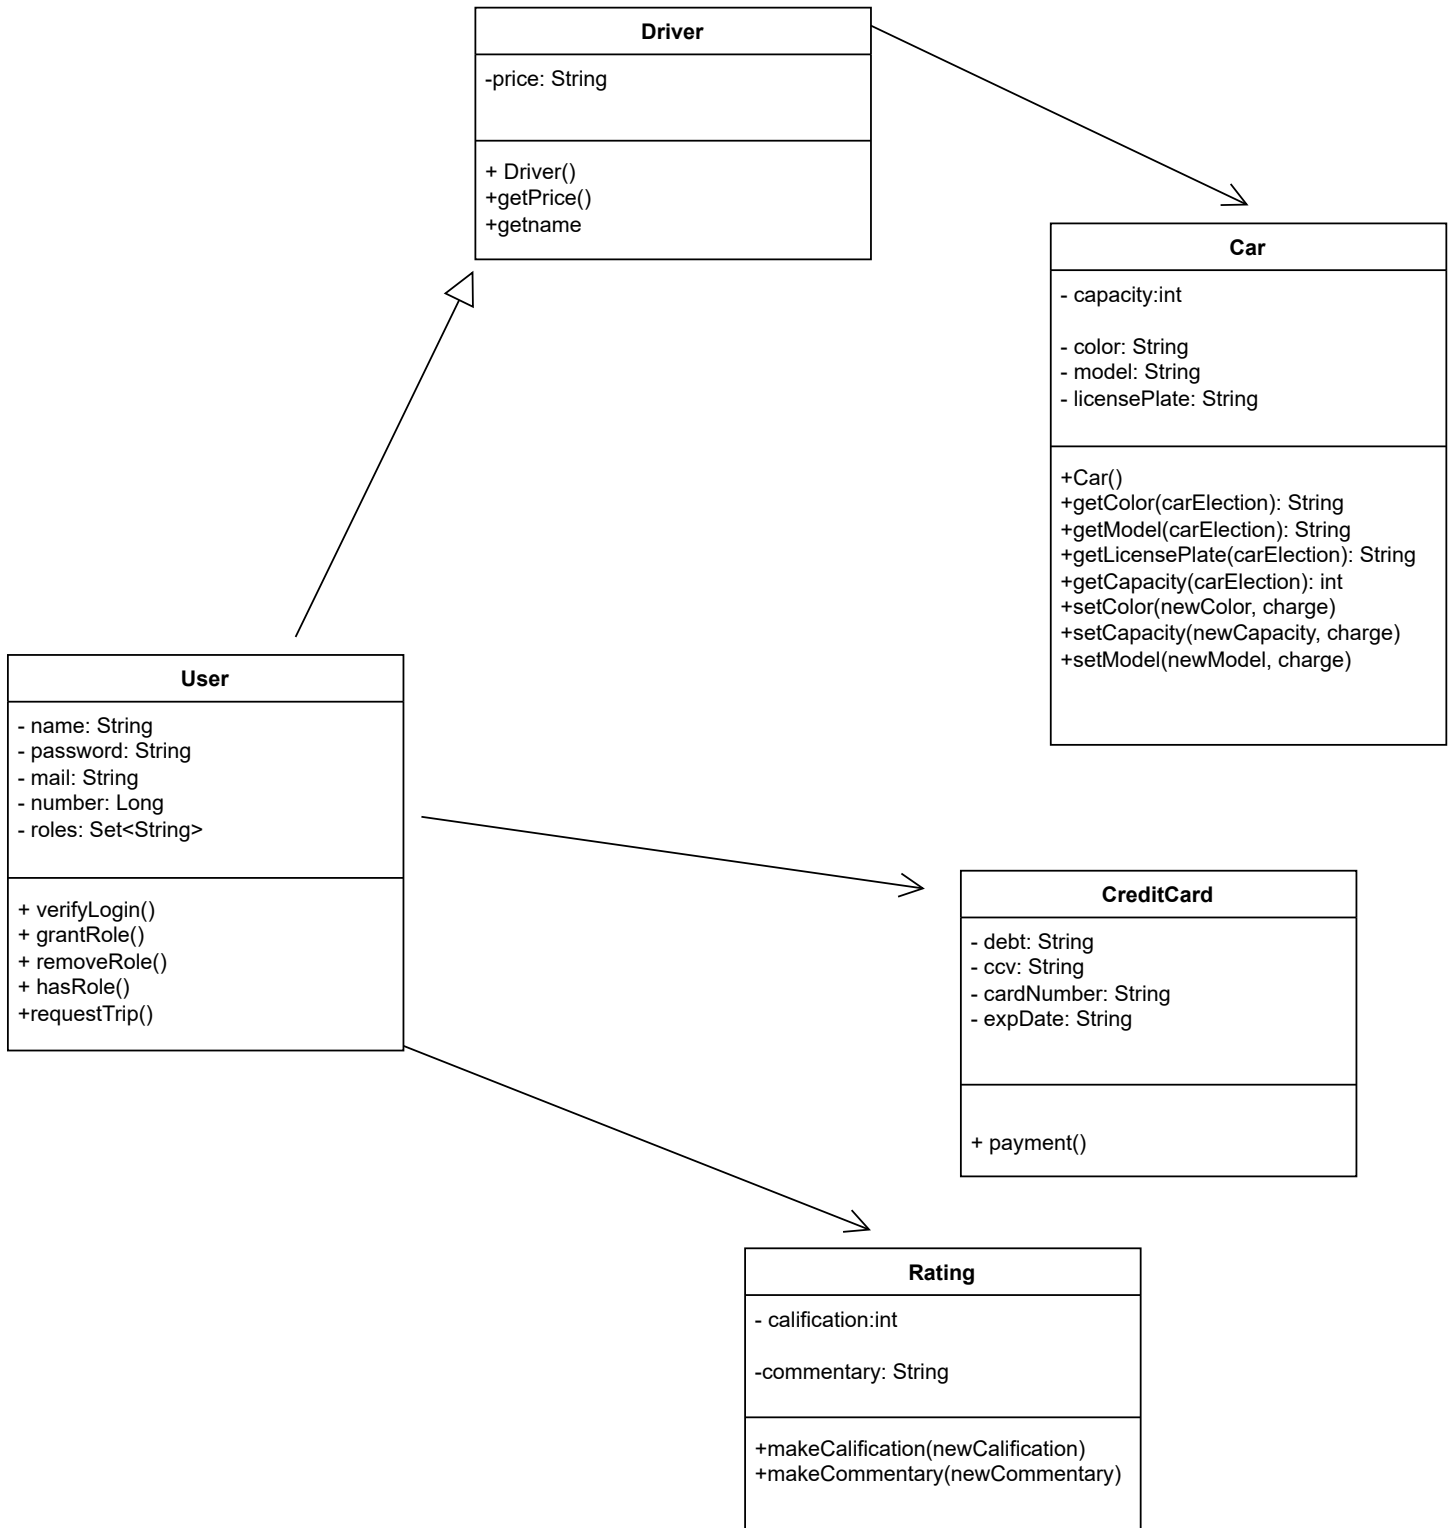 Driver
-price: String
+ Driver()
+getPrice()
+getname
Car
- capacity:int
- color: String
- model: String
- licensePlate: String
+Car()
+getColor(carElection): String
+getModel(carElection): String
+getLicensePlate(carElection): String
+getCapacity(carElection): int
+setColor(newColor, charge)
+setCapacity(newCapacity, charge)
+setModel(newModel, charge)
User
- name: String
- password: String
- mail: String
- number: Long
- roles: Set<String>
+ verifyLogin()
+ grantRole()
+ removeRole()
+ hasRole()
+requestTrip()
CreditCard
- debt: String
- ccv: String
- cardNumber: String
- expDate: String
+ payment()
Rating
- calification:int
-commentary: String
+makeCalification(newCalification)
+makeCommentary(newCommentary)